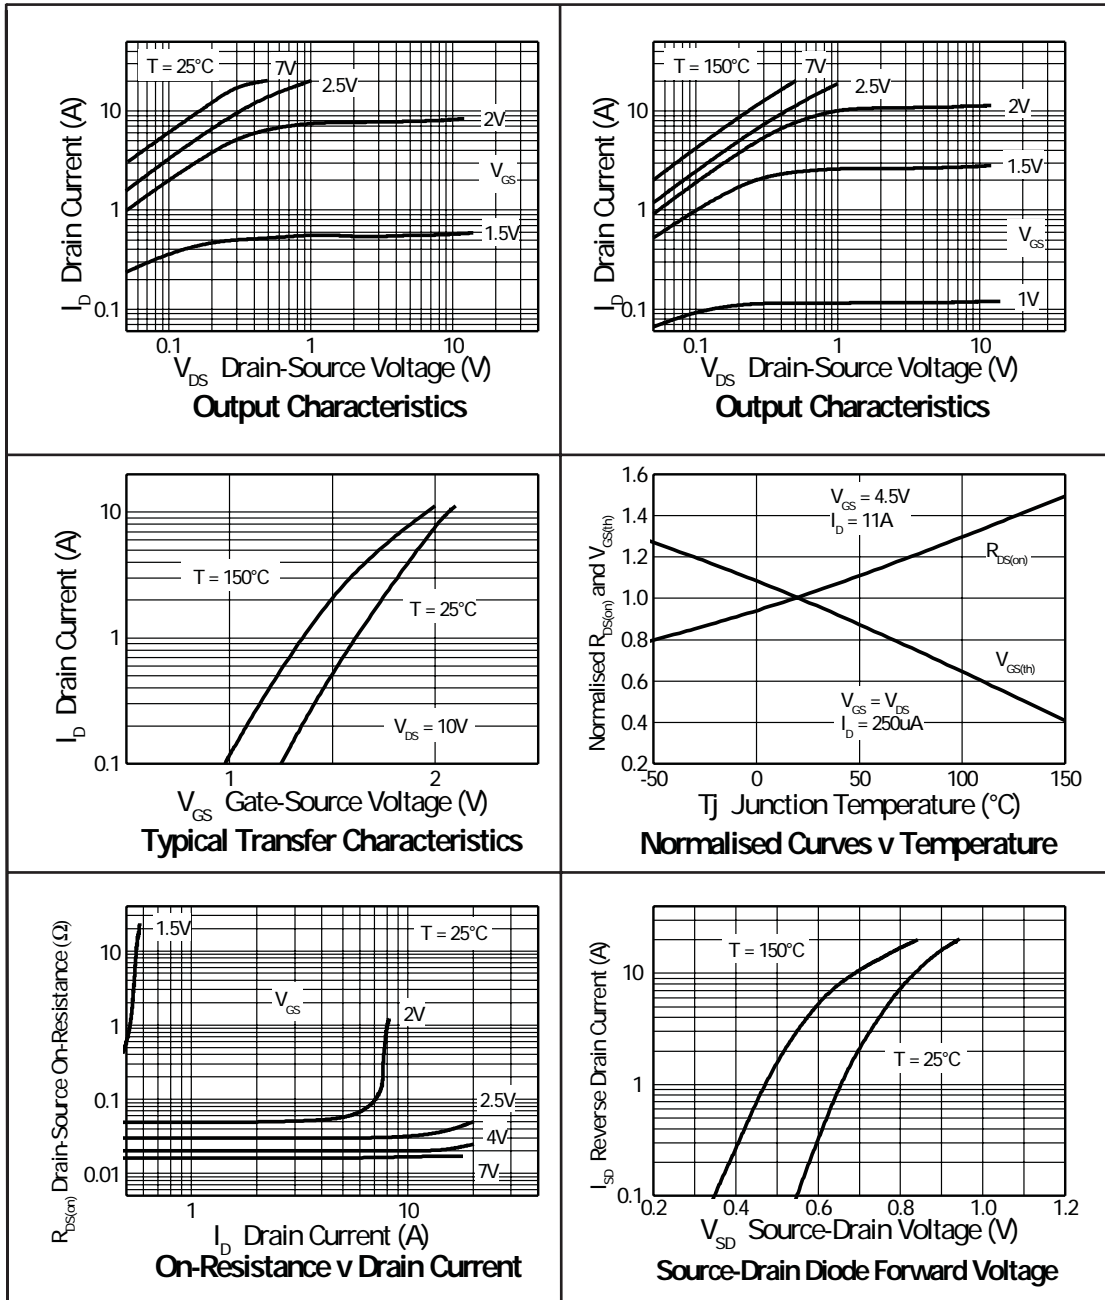 T = 25°C
7V
2.5V
10
2V
V_GS
1
1.5V
0.1
0.1 1 10
I_D Drain Current (A)
V_DS Drain-Source Voltage (V)
Output Characteristics
T = 150°C
7V
2.5V
10
2V
1.5V
1
V_GS
0.1
1V
0.1 1 10
I_D Drain Current (A)
V_DS Drain-Source Voltage (V)
Output Characteristics
10
T = 150°C
T = 25°C
1
V_DS = 10V
0.1
1 2
I_D Drain Current (A)
V_GS Gate-Source Voltage (V)
Typical Transfer Characteristics
1.6
V_GS = 4.5V
I_D = 11A
1.4
R_DS(on)
1.2
1.0
0.8
V_GS(th)
0.6
V_GS = V_DS
I_D = 250uA
0.4
0.2
-50 0 50 100 150
Normalised R_DS(on) and V_GS(th)
Tj Junction Temperature (°C)
Normalised Curves v Temperature
1.5V
T = 25°C
10
V_GS
2V
1
0.1
2.5V
4V
0.01
7V
1 10
R_DS(on) Drain-Source On-Resistance (Ω)
I_D Drain Current (A)
On-Resistance v Drain Current
T = 150°C
10
T = 25°C
1
0.1
0.2 0.4 0.6 0.8 1.0 1.2
I_SD Reverse Drain Current (A)
V_SD Source-Drain Voltage (V)
Source-Drain Diode Forward Voltage